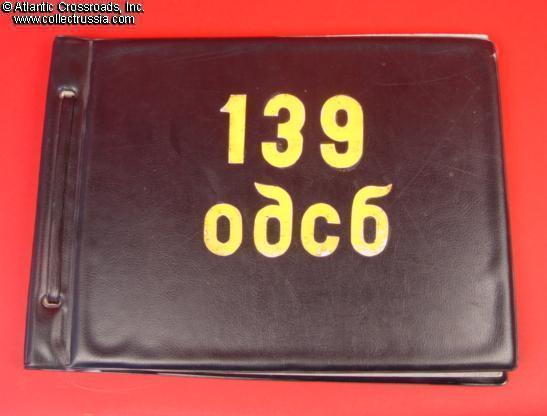 © Atlantic Crossroads, Inc.
www.collectrussia.com
139
одсб